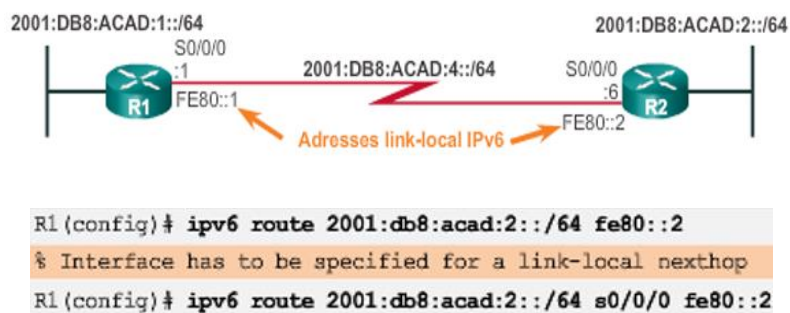 2001:DB8:ACAD:1::/64
2001:DB8:ACAD:2::/64
S0/0/0
:1
2001:DB8:ACAD:4::/64
S0/0/0
:6
R1
FE80::1
R2
FE80::2
Adresses link-local IPv6
R1(config)# ipv6 route 2001:db8:acad:2::/64 fe80::2
% Interface has to be specified for a link-local nexthop
R1(config)# ipv6 route 2001:db8:acad:2::/64 s0/0/0 fe80::2